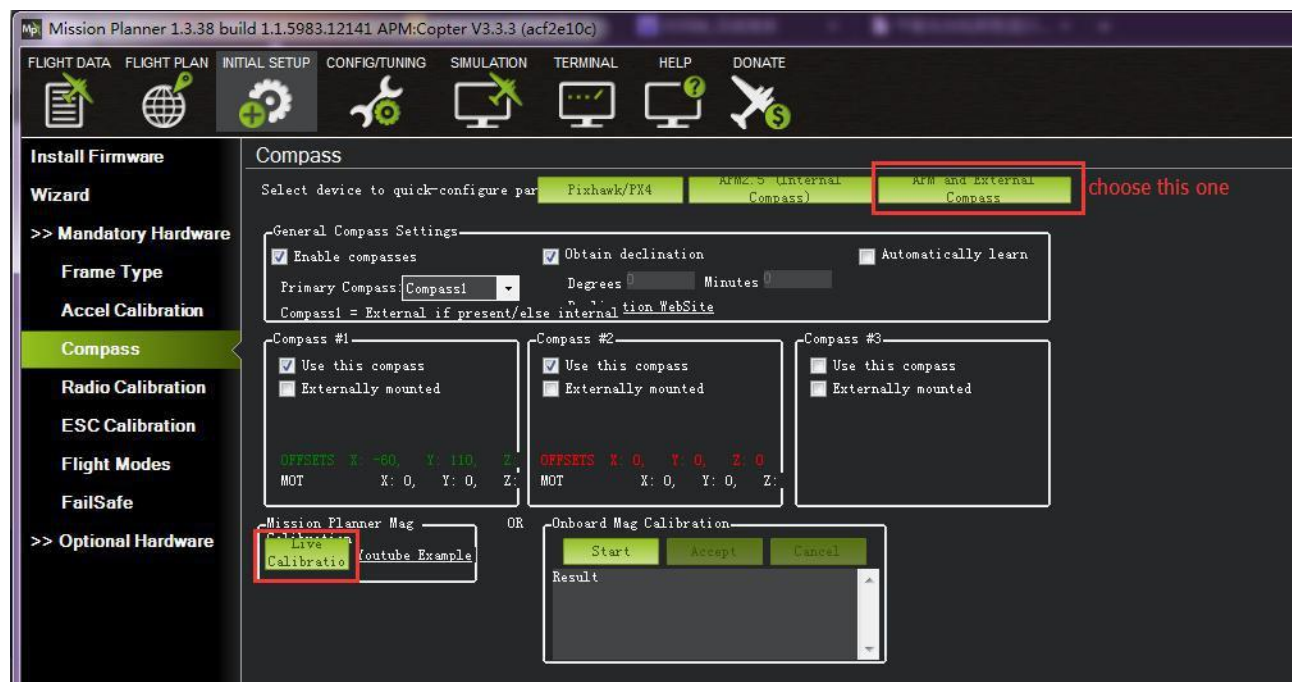 Mission Planner 1.3.38 build 1.1.5983.12141 APM:Copter V3.3.3 (acf2e10c)
FLIGHT DATA FLIGHT PLAN INITIAL SETUP CONFIG/TUNING SIMULATION TERMINAL HELP DONATE
Install Firmware
Wizard
>> Mandatory Hardware
Frame Type
Accel Calibration
Compass
Radio Calibration
ESC Calibration
Flight Modes
FailSafe
>> Optional Hardware
Compass
Select device to quick-configure par
Pixhawk/PX4
APM2.5 (Internal
Compass)
APM and External
Compass
choose this one
General Compass Settings
Enable compasses
Obtain declination
Automatically learn
Primary Compass: Compass1
Degrees 0 Minutes 0
Compass1 = External if present/else internal
tion WebSite
Compass #1
Use this compass
Externally mounted
OFFSETS X: -60, Y: 110, Z:
MOT X: 0, Y: 0, Z:
Compass #2
Use this compass
Externally mounted
OFFSETS X: 0, Y: 0, Z: 0
MOT X: 0, Y: 0, Z:
Compass #3
Use this compass
Externally mounted
Mission Planner Mag
Calibration
Live
Calibratio
Youtube Example
OR
Onboard Mag Calibration
Start Accept Cancel
Result